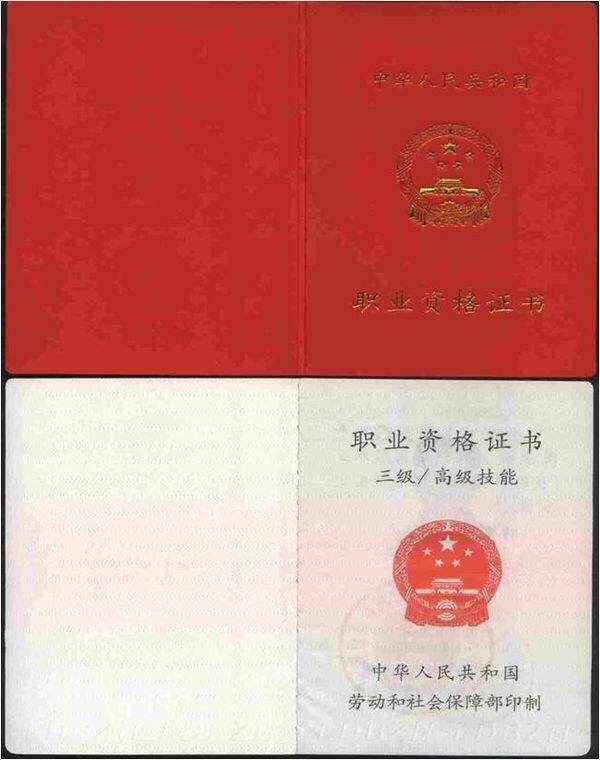 中华人民共和国
职业资格证书
职业资格证书
三级/高级技能
中华人民共和国
劳动和社会保障部印制